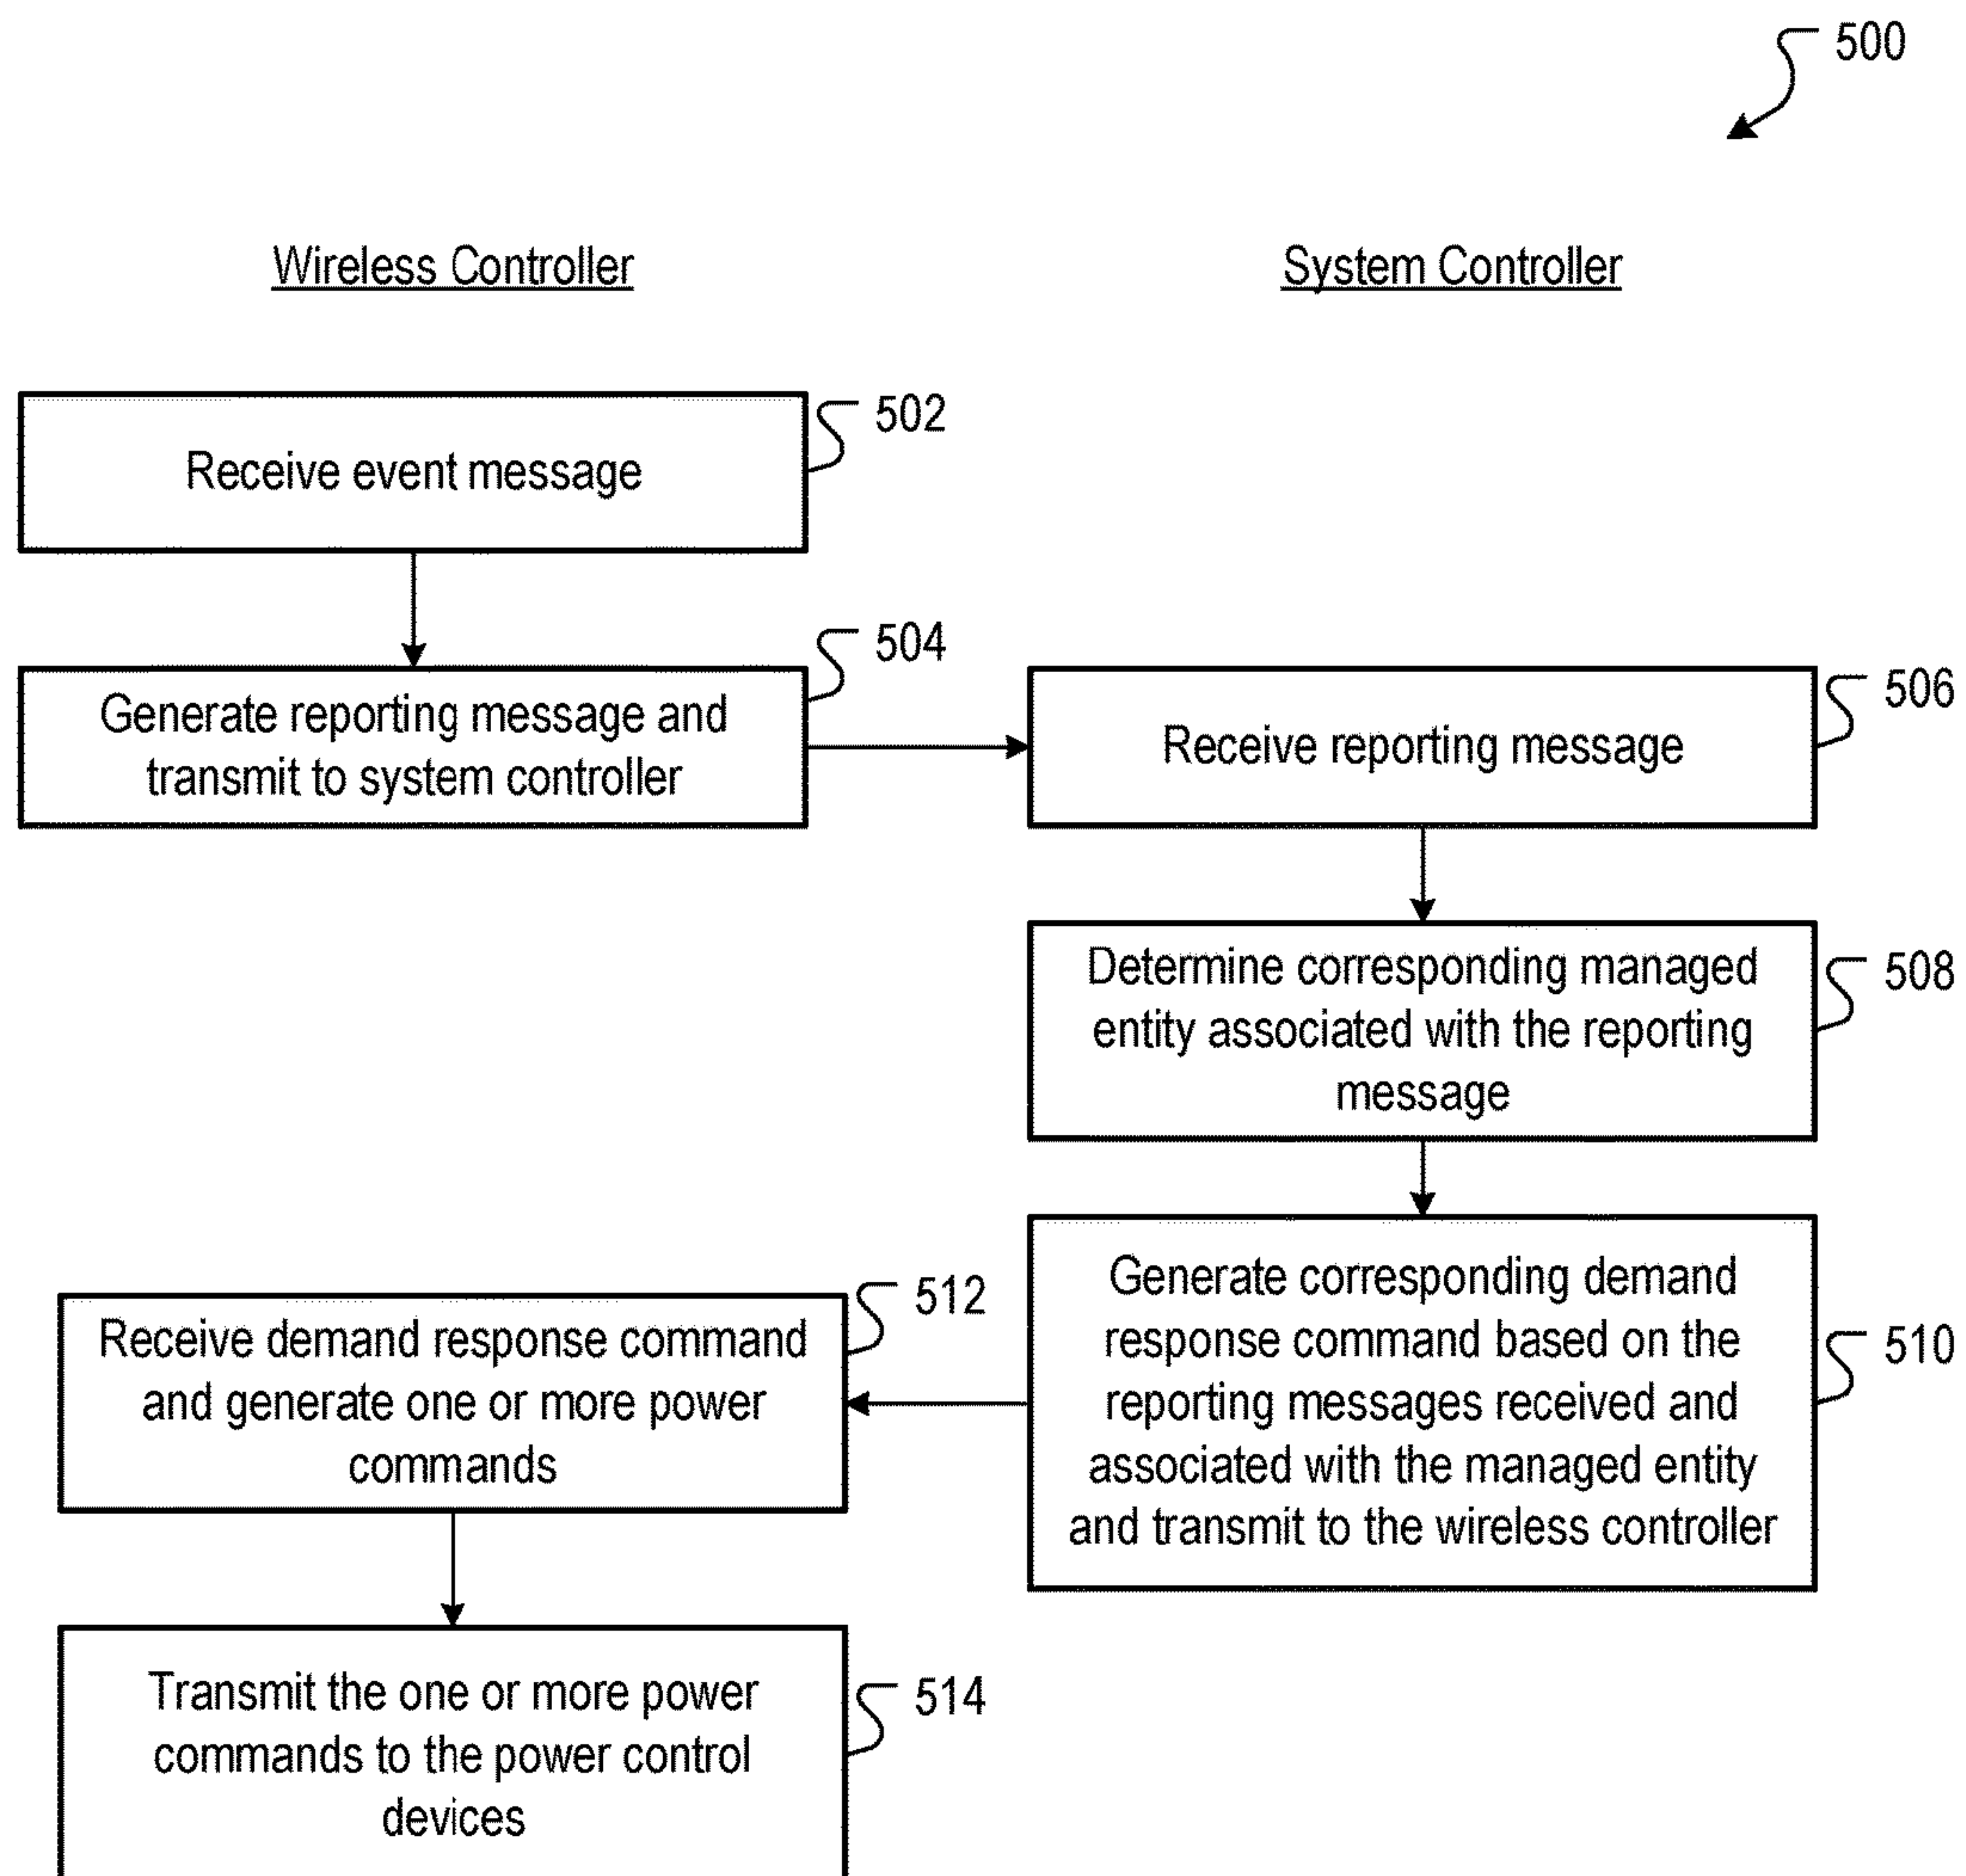 500
Wireless Controller
System Controller
502
Receive event message
504
Generate reporting message and
transmit to system controller
506
Receive reporting message
508
Determine corresponding managed
entity associated with the reporting
message
510
Generate corresponding demand
response command based on the
reporting messages received and
associated with the managed entity
and transmit to the wireless controller
512
Receive demand response command
and generate one or more power
commands
514
Transmit the one or more power
commands to the power control
devices